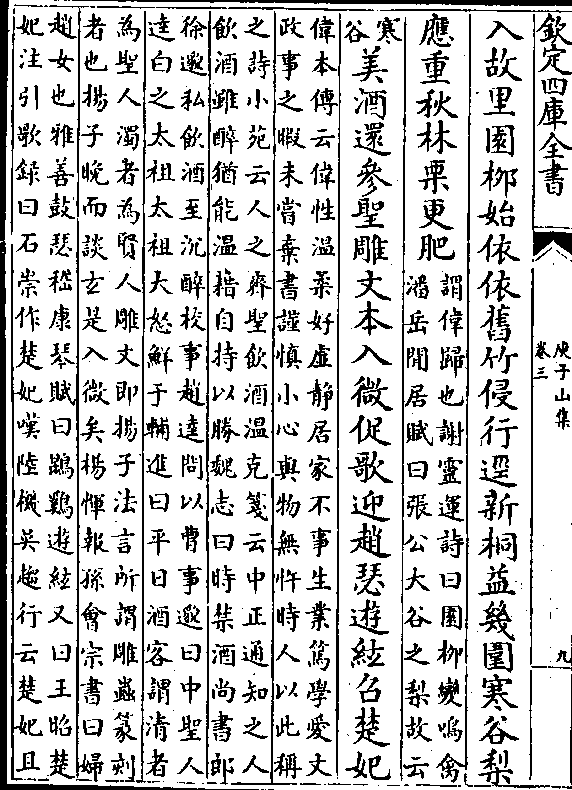 欽定四庫全書
庾子山集
卷三
九
入故里園栁始依依舊竹侵行逕新桐益幾圍寒谷梨
應重秋林栗更肥
謂偉歸也謝靈運詩曰園栁變鳴禽
潘岳閒居賦曰張公大谷之梨故云
寒
谷
美酒還參聖雕文本入微促歌迎趙瑟遊絃召楚妃
偉本傳云偉性温柔好虛静居家不事生業篤學愛文
政事之暇未嘗棄書謹慎小心與物無忤時人以此稱
之詩小苑云人之齊聖飲酒温克箋云中正通知之人
飲酒雖醉猶能温藉自持以勝魏志曰時禁酒尚書郎
徐邈私飲酒至沉醉校事趙達問以曹事邈曰中聖人
逹白之太祖太祖大怒鮮于輔進曰平日酒客謂清者
為聖人濁者為賢人雕文即揚子法言所謂雕蟲篆刻
者也揚子晚而談玄是入微矣楊惲報孫會宗書曰婦
趙女也雅善鼓瑟嵇康琴賦曰鵾鷄遊絃又曰王昭楚
妃注引歌録曰石崇作楚妃嘆陸機吳趨行云楚妃且